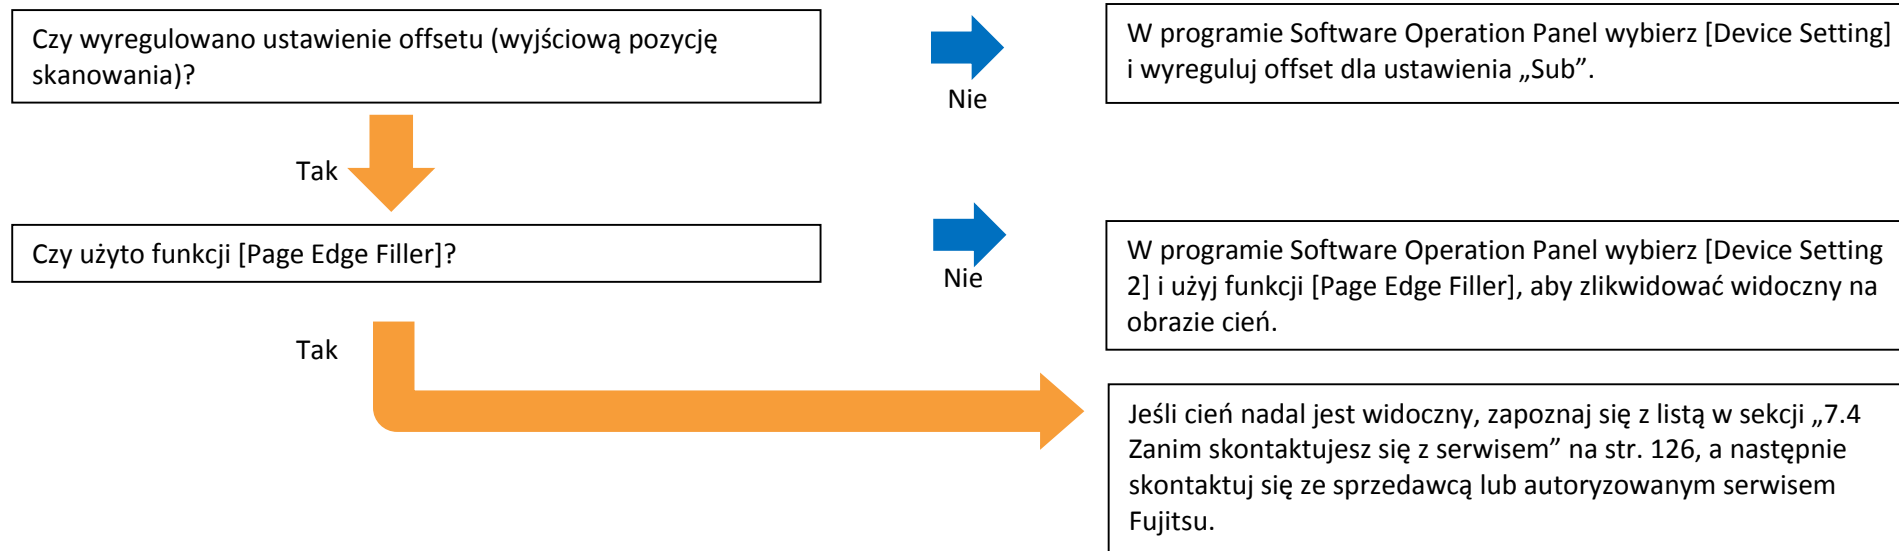 Czy wyregulowano ustawienie offsetu (wyjściową pozycję
skanowania)?
Nie
W programie Software Operation Panel wybierz [Device Setting]
i wyreguluj offset dla ustawienia „Sub”.
Tak
Czy użyto funkcji [Page Edge Filler]?
Nie
W programie Software Operation Panel wybierz [Device Setting
2] i użyj funkcji [Page Edge Filler], aby zlikwidować widoczny na
obrazie cień.
Tak
Jeśli cień nadal jest widoczny, zapoznaj się z listą w sekcji „7.4
Zanim skontaktujesz się z serwisem” na str. 126, a następnie
skontaktuj się ze sprzedawcą lub autoryzowanym serwisem
Fujitsu.